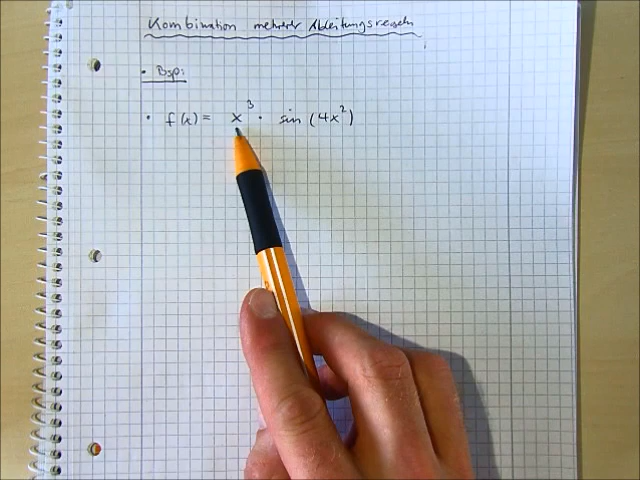 Kombination mehrerer Ableitungsregeln
• Bsp:
• f(x) = x³ · sin (4x²)